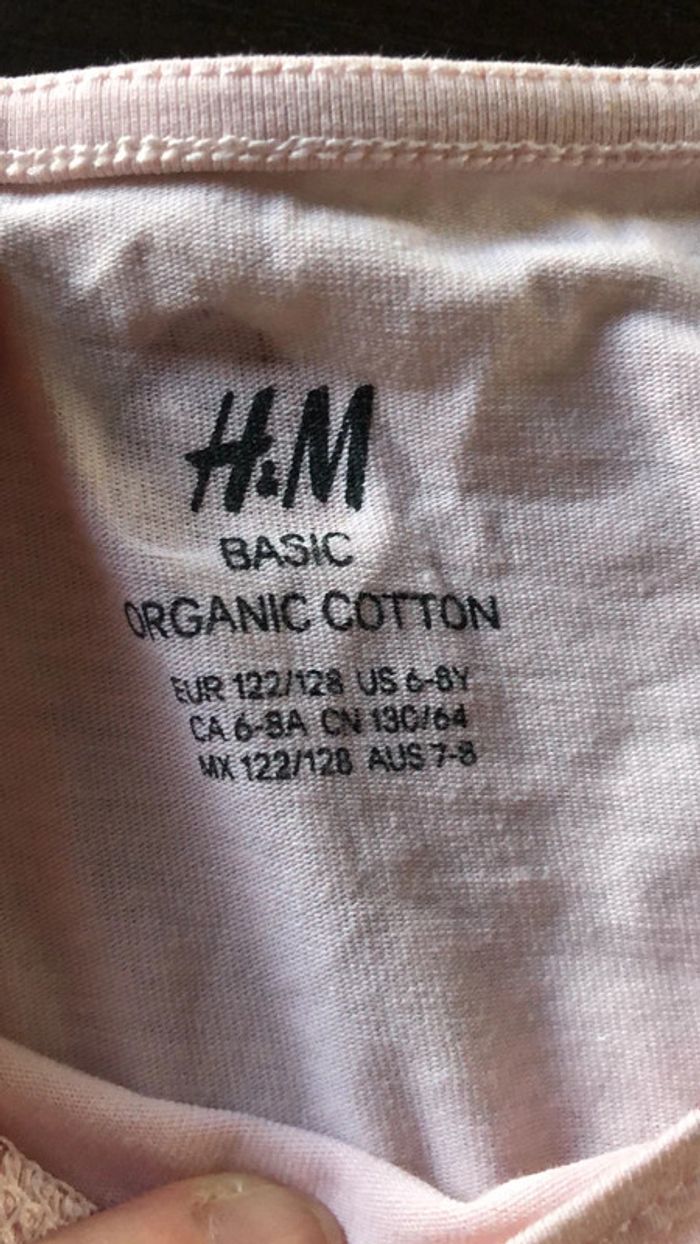 H&M
BASIC
ORGANIC COTTON
EUR 122/128 US 6-8Y
CA 6-8A CN 130/64
MX 122/128 AUS 7-8